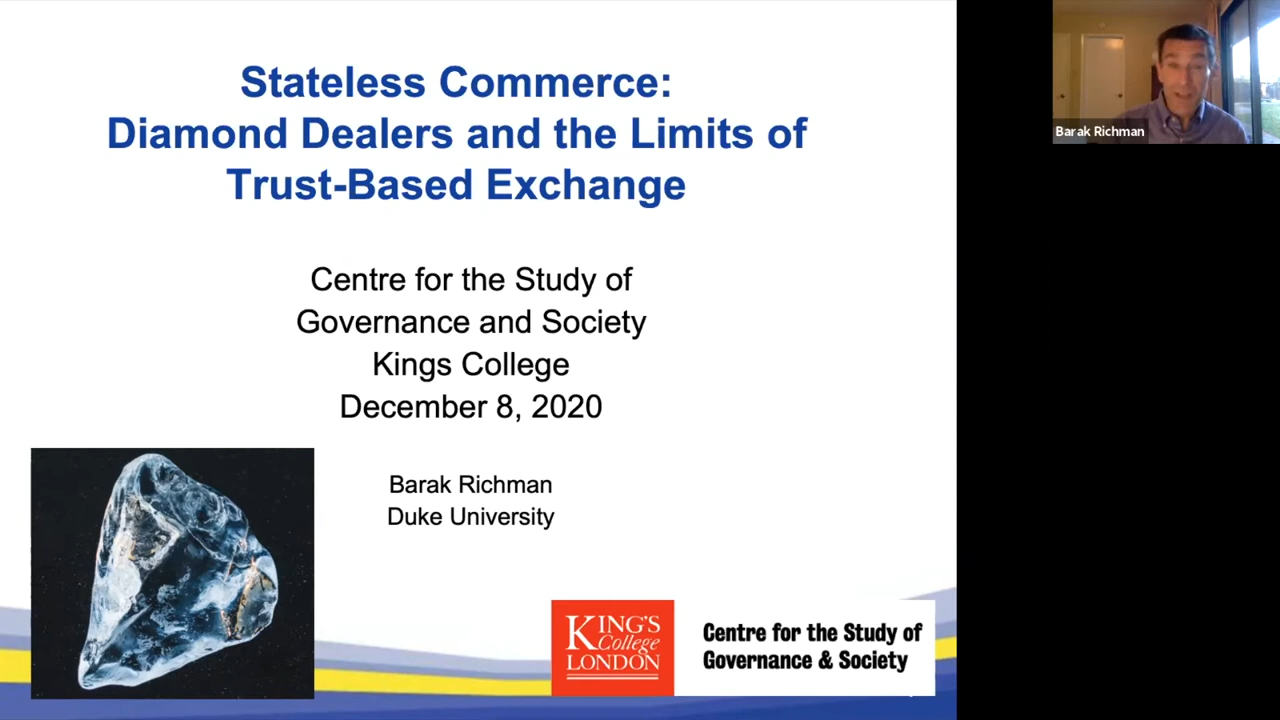 Stateless Commerce:
Diamond Dealers and the Limits of
Trust-Based Exchange
Centre for the Study of
Governance and Society
Kings College
December 8, 2020
Barak Richman
Duke University
KING'S
College
LONDON
Centre for the Study of
Governance & Society
Barak Richman